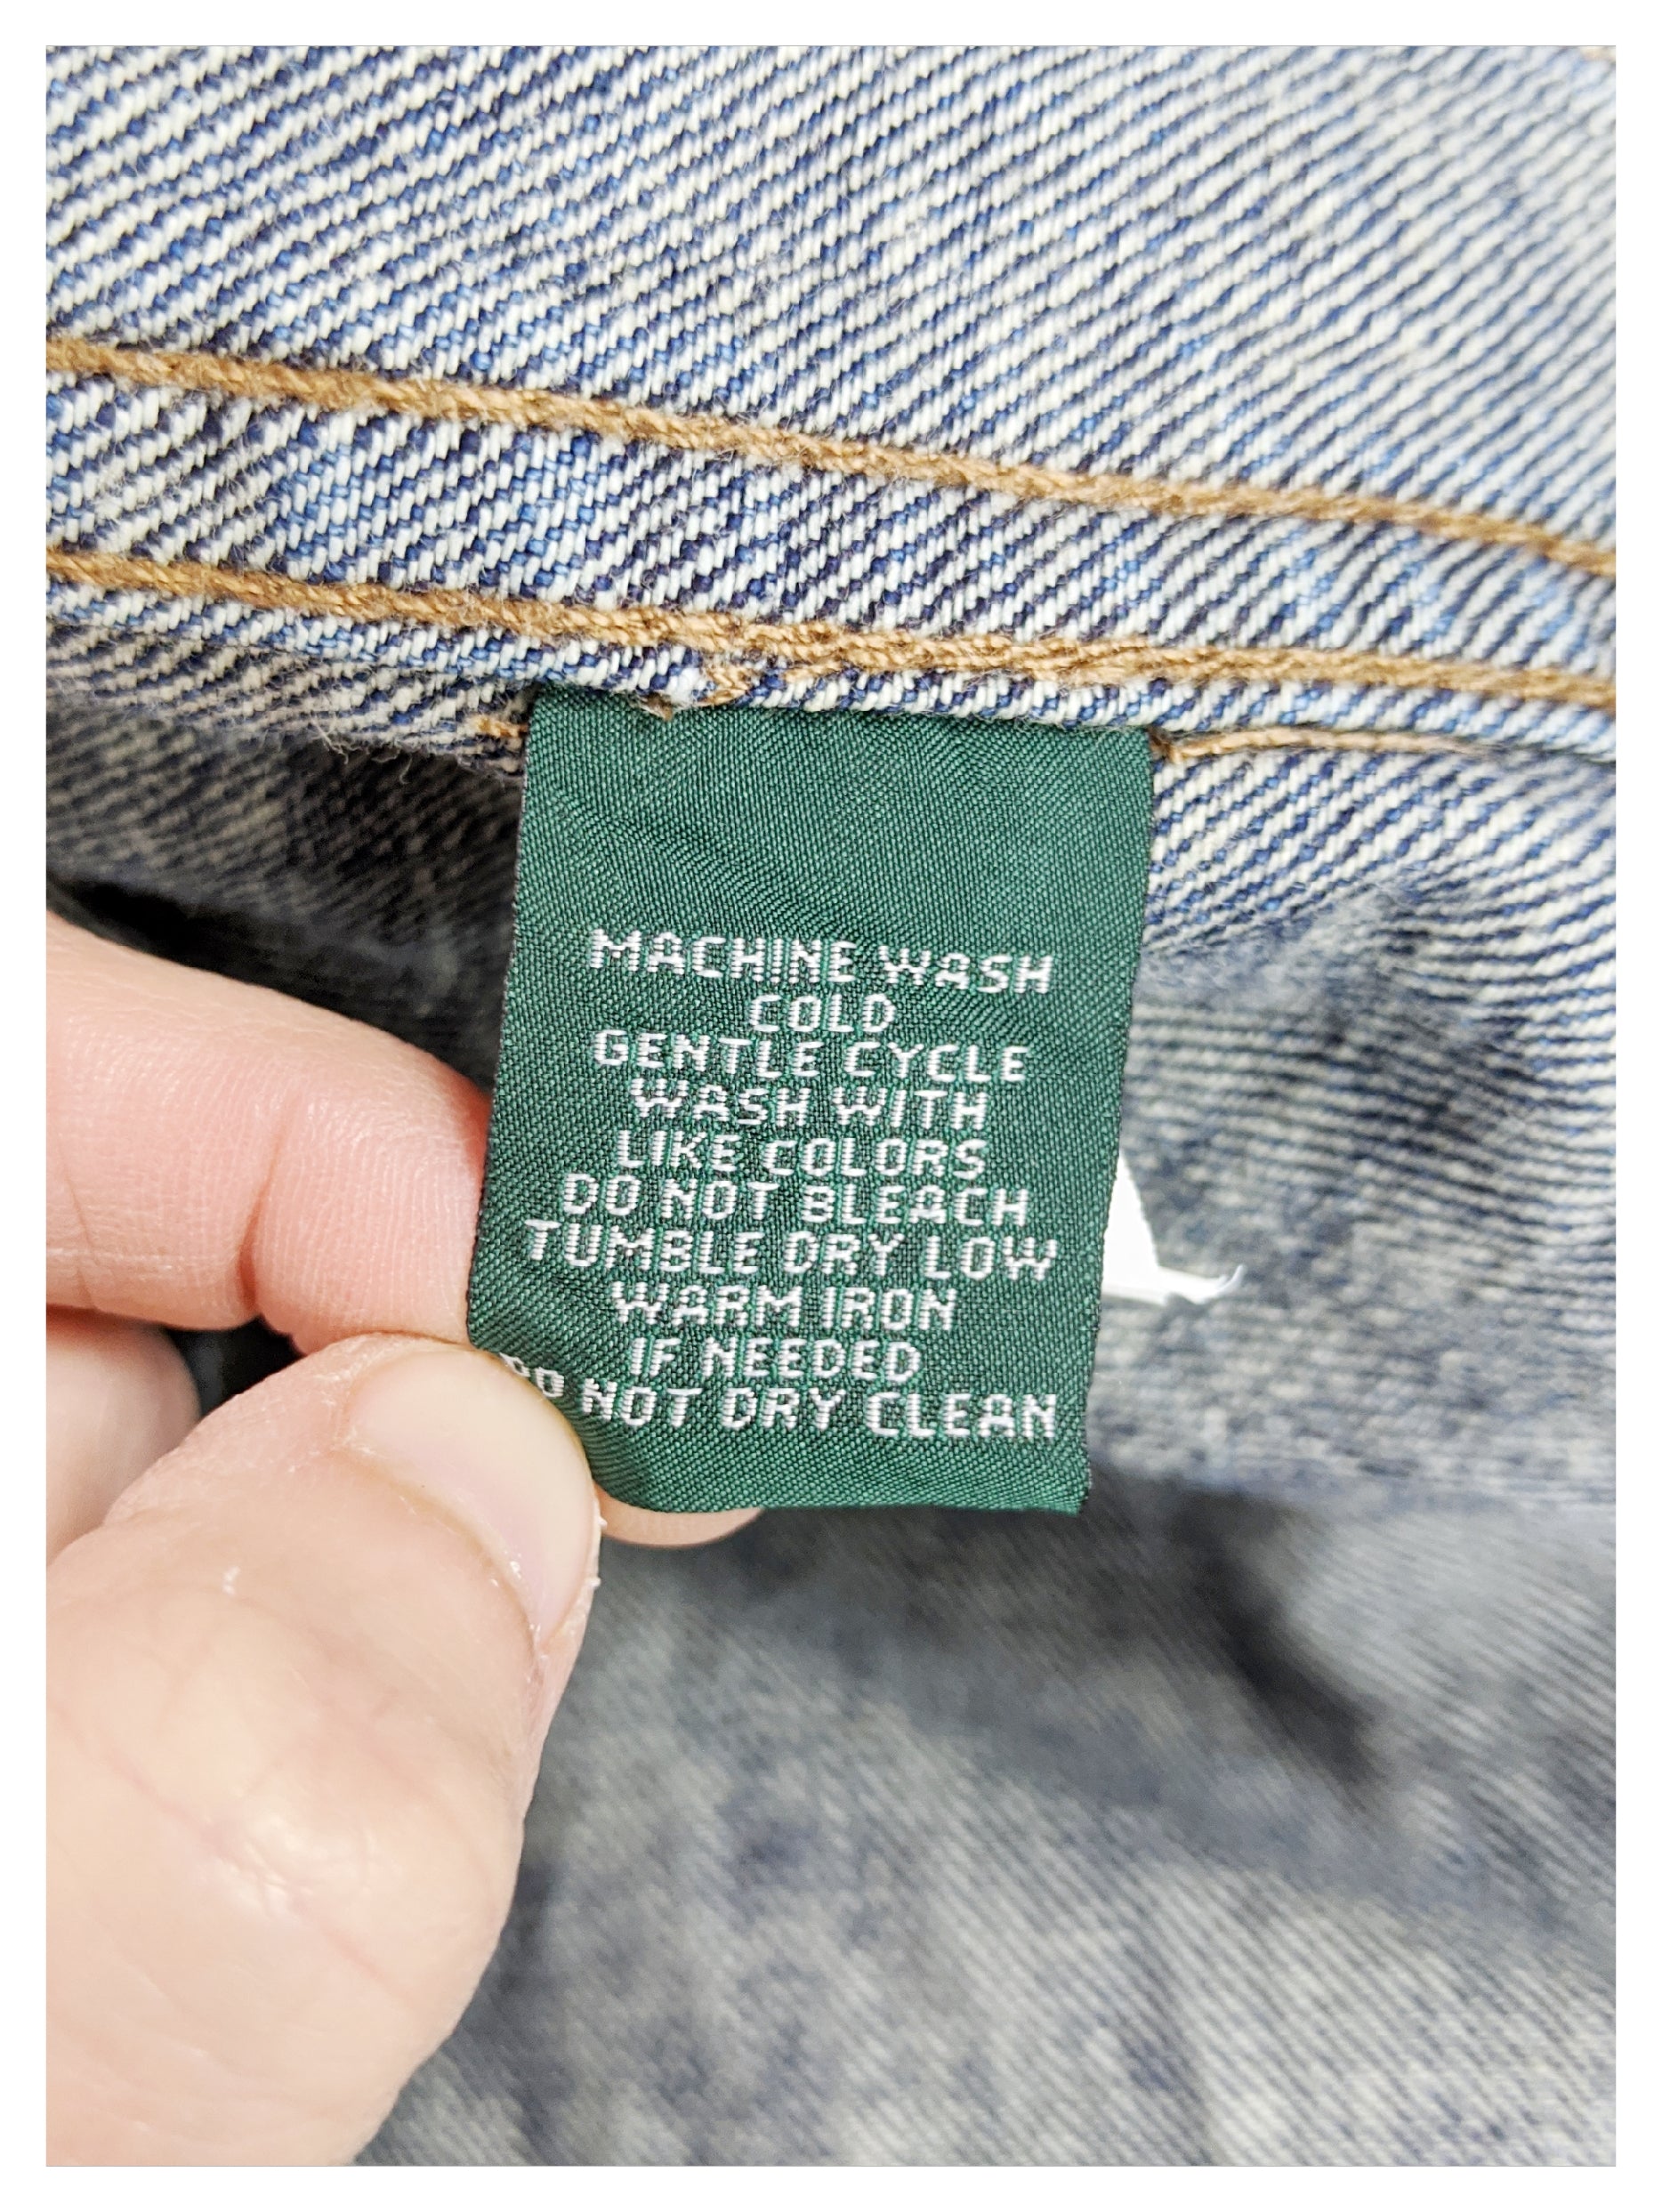 MACHINE WASH
COLD
GENTLE CYCLE
WASH WITH
LIKE COLORS
DO NOT BLEACH
TUMBLE DRY LOW
WARM IRON
IF NEEDED
DO NOT DRY CLEAN